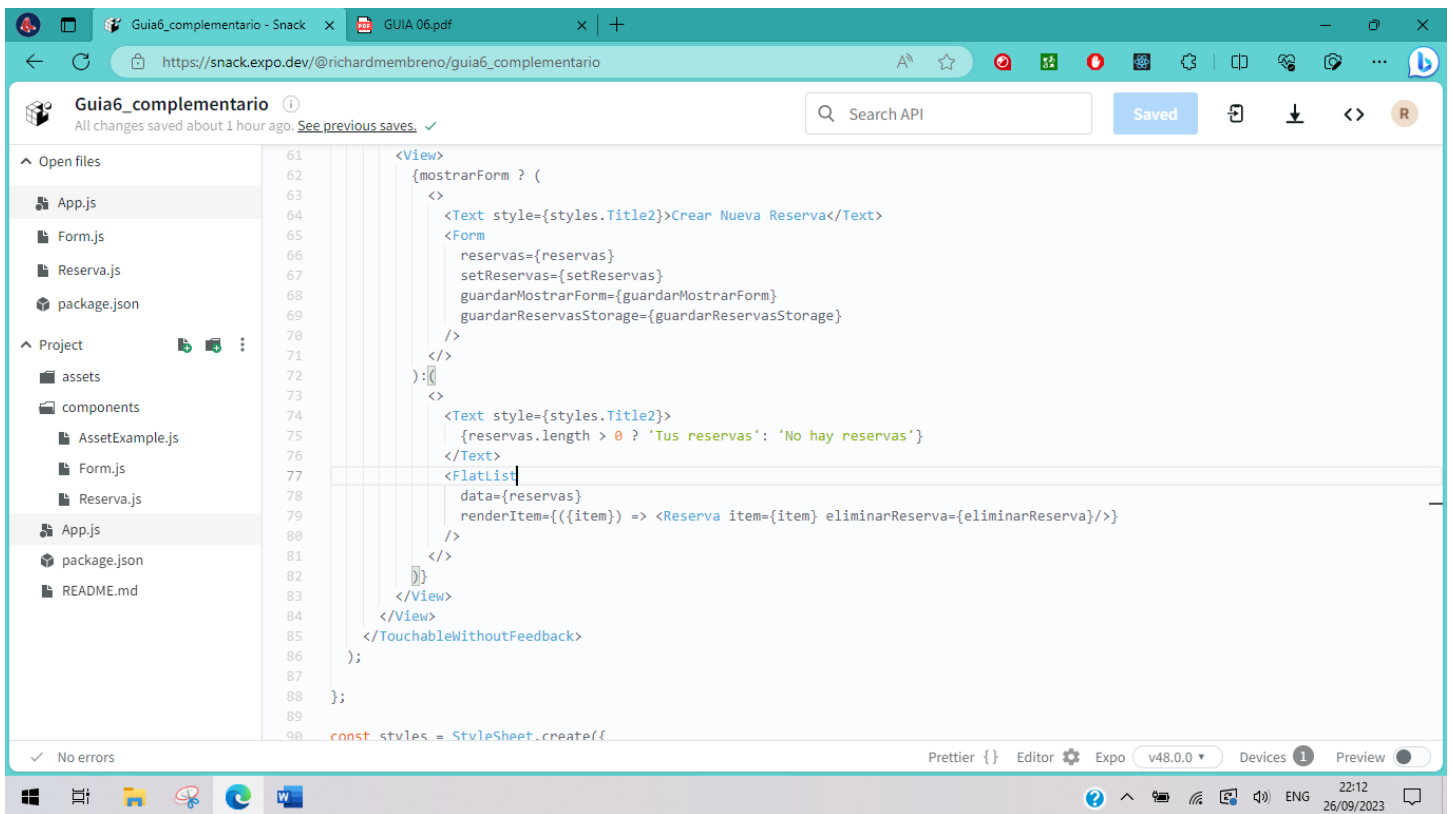 Guia6_complementario - Snack
GUIA 06.pdf
https://snack.expo.dev/@richardmembreno/guia6_complementario
Guia6_complementario
All changes saved about 1 hour ago. See previous saves.
Search API
Saved
R
Open files
App.js
Form.js
Reserva.js
package.json
Project
assets
components
AssetExample.js
Form.js
Reserva.js
App.js
package.json
README.md
61 <View>
62 {mostrarForm ? (
63 <>
64 <Text style={styles.Title2}>Crear Nueva Reserva</Text>
65 <Form
66 reservas={reservas}
67 setReservas={setReservas}
68 guardarMostrarForm={guardarMostrarForm}
69 guardarReservasStorage={guardarReservasStorage}
70 />
71 </>
72 ):(
73 <>
74 <Text style={styles.Title2}>
75 {reservas.length > 0 ? 'Tus reservas': 'No hay reservas'}
76 </Text>
77 <FlatList
78 data={reservas}
79 renderItem={({item}) => <Reserva item={item} eliminarReserva={eliminarReserva}/>}
80 />
81 </>
82 )}
83 </View>
84 </View>
85 </TouchableWithoutFeedback>
86 );
87
88 };
89
90 const styles = StyleSheet.create({
No errors
Prettier {} Editor Expo v48.0.0 Devices 1 Preview
ENG
22:12
26/09/2023